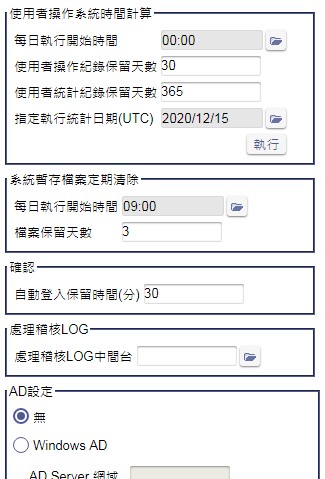 使用者操作系統時間計算
每日執行開始時間 00:00
使用者操作紀錄保留天數 30
使用者統計紀錄保留天數 365
指定執行統計日期(UTC) 2020/12/15
執行
系統暫存檔案定期清除
每日執行開始時間 09:00
檔案保留天數 3
確認
自動登入保留時間(分) 30
處理稽核LOG
處理稽核LOG中間台
AD設定
無
Windows AD
AD Server 網域